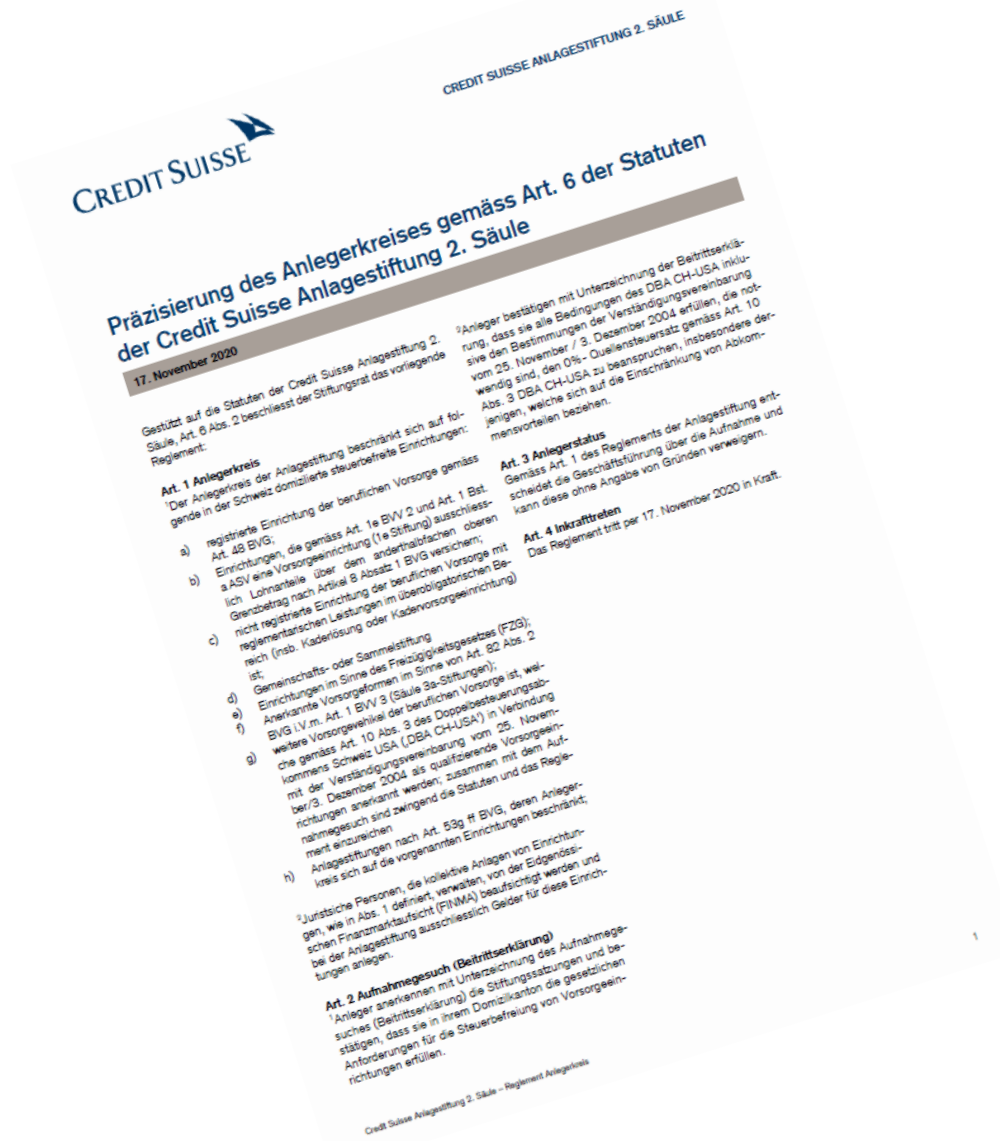 CREDIT SUISSE ANLAGESTIFTUNG 2. SÄULE
CREDIT SUISSE
Präzisierung des Anlegerkreises gemäss Art. 6 der Statuten
der Credit Suisse Anlagestiftung 2. Säule
17. November 2020
Gestützt auf die Statuten der Credit Suisse Anlagestiftung 2.
Säule, Art. 6 Abs. 2 beschliesst der Stiftungsrat das vorliegende
Reglement:
Art. 1 Anlegerkreis
¹Der Anlegerkreis der Anlagestiftung beschränkt sich auf fol-
gende in der Schweiz domizilierte steuerbefreite Einrichtungen:
a) registrierte Einrichtung der beruflichen Vorsorge gemäss
Art. 48 BVG;
b) Einrichtungen, die gemäss Art. 1e BVV 2 und Art. 1 Bst.
a ASV eine Vorsorgeeinrichtung (1e Stiftung) ausschliess-
lich Lohnanteile über dem anderthalbfachen oberen
Grenzbetrag nach Artikel 8 Absatz 1 BVG versichern;
c) nicht registrierte Einrichtung der beruflichen Vorsorge mit
reglementarischen Leistungen im überobligatorischen Be-
reich (insb. Kaderlösung oder Kadervorsorgeeinrichtung)
ist;
d) Gemeinschafts- oder Sammelstiftung
e) Einrichtungen im Sinne des Freizügigkeitsgesetzes (FZG);
f) Anerkannte Vorsorgeformen im Sinne von Art. 82 Abs. 2
BVG i.V.m. Art. 1 BVV 3 (Säule 3a-Stiftungen);
g) weitere Vorsorgevehikel der beruflichen Vorsorge ist, wel-
che gemäss Art. 10 Abs. 3 des Doppelbesteuerungsab-
kommens Schweiz USA (‚DBA CH-USA') in Verbindung
mit der Verständigungsvereinbarung vom 25. Novem-
ber/3. Dezember 2004 als qualifizierende Vorsorgeein-
richtungen anerkannt werden; zusammen mit dem Auf-
nahmegesuch sind zwingend die Statuten und das Regle-
ment einzureichen
h) Anlagestiftungen nach Art. 53g ff BVG, deren Anleger-
kreis sich auf die vorgenannten Einrichtungen beschränkt;
²Juristsiche Personen, die kollektive Anlagen von Einrichtun-
gen, wie in Abs. 1 definiert, verwalten, von der Eidgenössi-
schen Finanzmarktaufsicht (FINMA) beaufsichtigt werden und
bei der Anlagestiftung ausschliesslich Gelder für diese Einrich-
tungen anlegen.
Art. 2 Aufnahmegesuch (Beitrittserklärung)
¹Anleger anerkennen mit Unterzeichnung des Aufnahmege-
suches (Beitrittserklärung) die Stiftungssatzungen und be-
stätigen, dass sie in ihrem Domizilkanton die gesetzlichen
Anforderungen für die Steuerbefreiung von Vorsorgeein-
richtungen erfüllen.
²Anleger bestätigen mit Unterzeichnung der Beitrittserklä-
rung, dass sie alle Bedingungen des DBA CH-USA inklu-
sive den Bestimmungen der Verständigungsvereinbarung
vom 25. November / 3. Dezember 2004 erfüllen, die not-
wendig sind, den 0%- Quellensteuersatz gemäss Art. 10
Abs. 3 DBA CH-USA zu beanspruchen, insbesondere der-
jenigen, welche sich auf die Einschränkung von Abkom-
mensvorteilen beziehen.
Art. 3 Anlegerstatus
Gemäss Art. 1 des Reglements der Anlagestiftung ent-
scheidet die Geschäftsführung über die Aufnahme und
kann diese ohne Angabe von Gründen verweigern.
Art. 4 Inkrafttreten
Das Reglement tritt per 17. November 2020 in Kraft.
Credit Suisse Anlagestiftung 2. Säule – Reglement Anlegerkreis
1